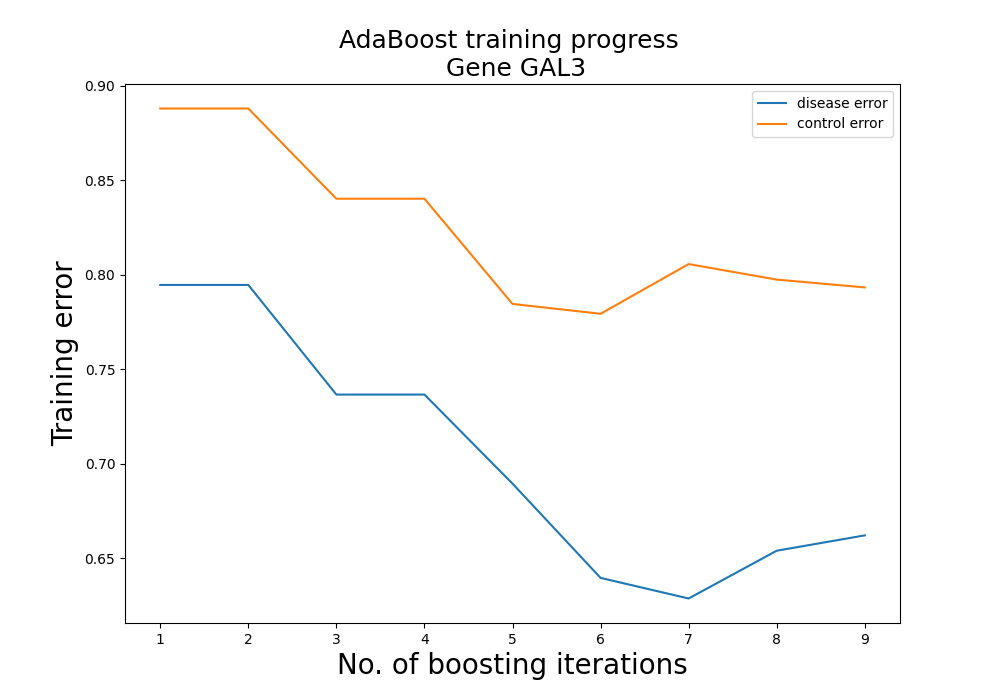 AdaBoost training progress
Gene GAL3
disease error
control error
Training error
0.90
0.85
0.80
0.75
0.70
0.65
1 2 3 4 5 6 7 8 9
No. of boosting iterations